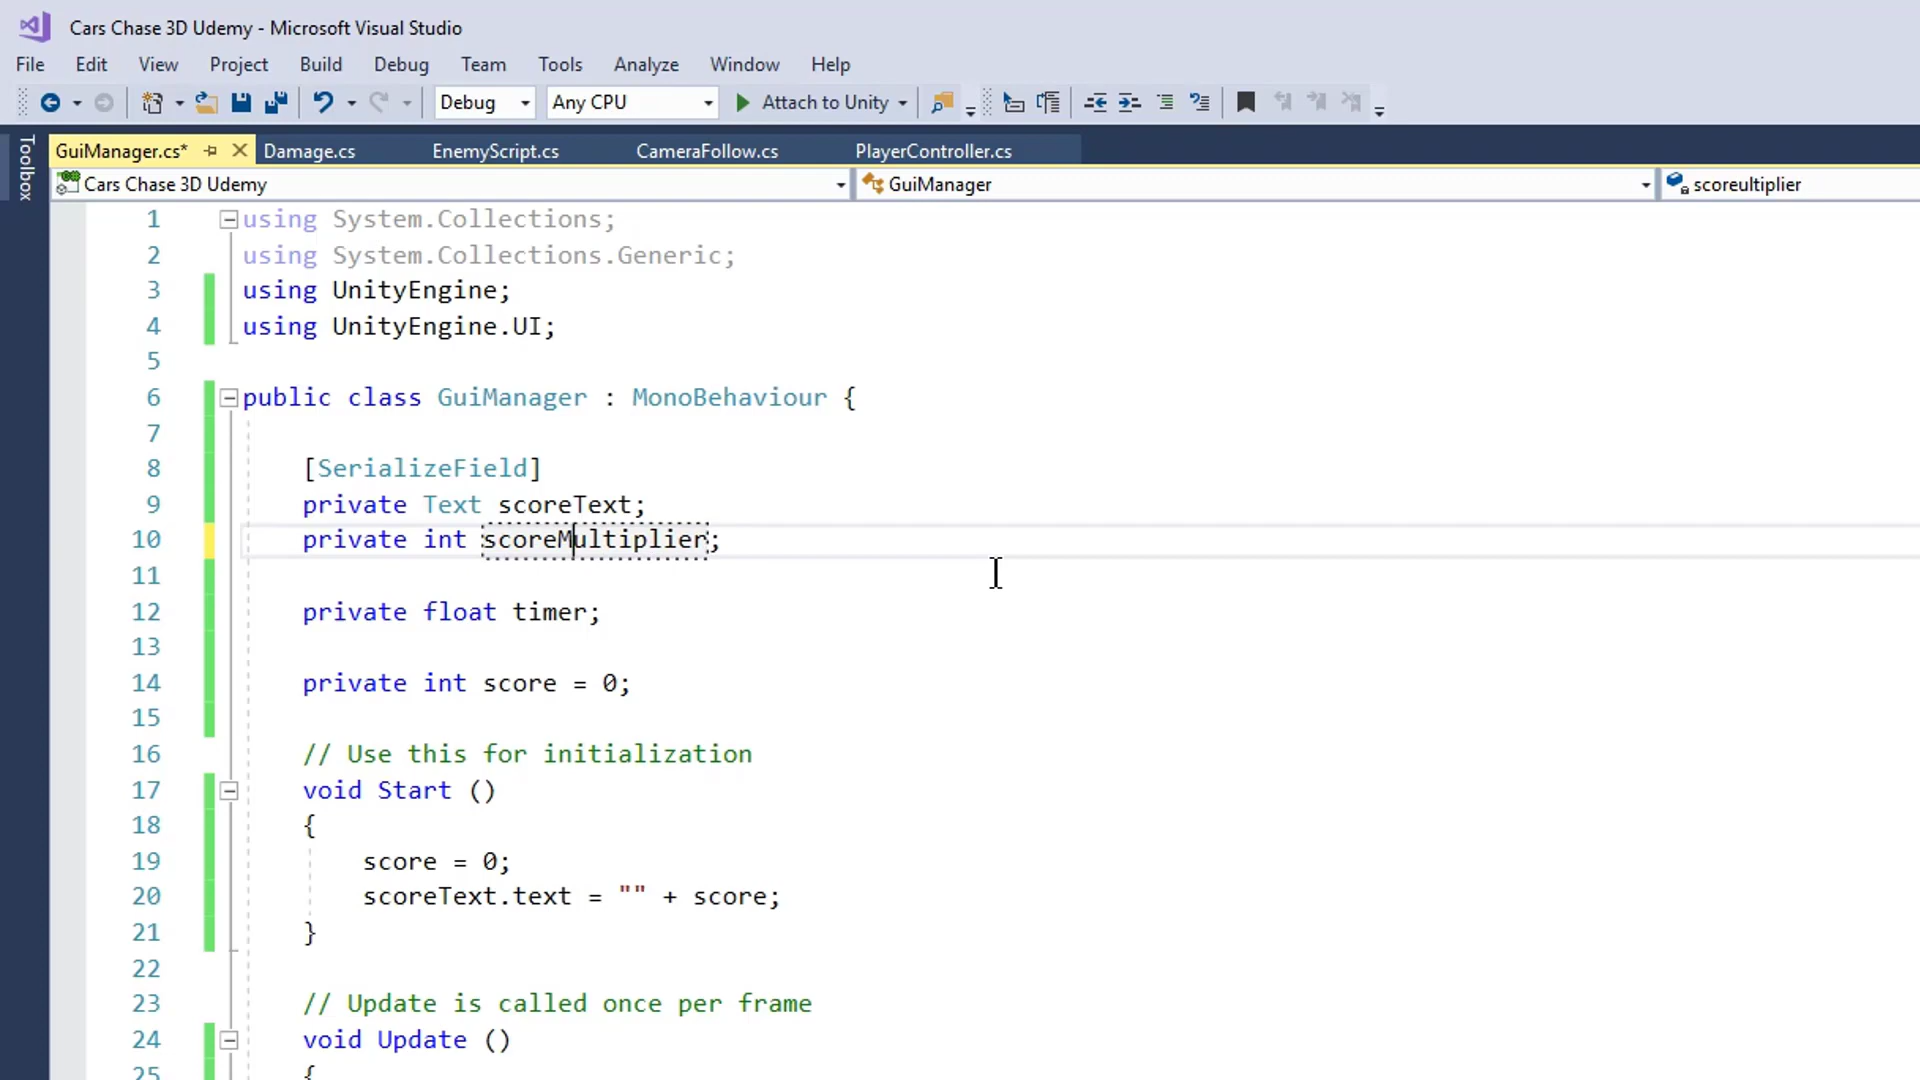 Cars Chase 3D Udemy - Microsoft Visual Studio
File Edit View Project Build Debug Team Tools Analyze Window Help
Debug Any CPU Attach to Unity
Toolbox
GuiManager.cs* Damage.cs EnemyScript.cs CameraFollow.cs PlayerController.cs
Cars Chase 3D Udemy GuiManager scoreultiplier
1 using System.Collections;
2 using System.Collections.Generic;
3 using UnityEngine;
4 using UnityEngine.UI;
5
6 public class GuiManager : MonoBehaviour {
7
8 [SerializeField]
9 private Text scoreText;
10 private int scoreMultiplier;
11
12 private float timer;
13
14 private int score = 0;
15
16 // Use this for initialization
17 void Start ()
18 {
19 score = 0;
20 scoreText.text = "" + score;
21 }
22
23 // Update is called once per frame
24 void Update ()
25 {